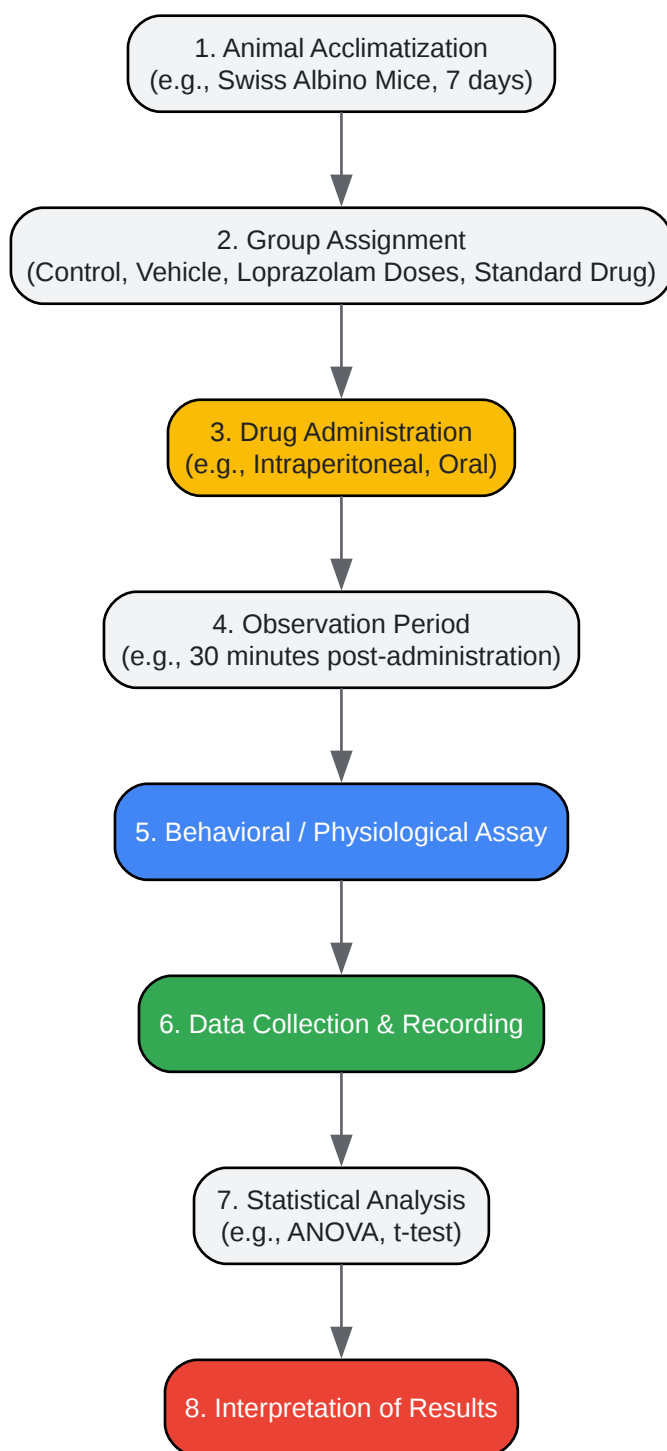 1. Animal Acclimatization
(e.g., Swiss Albino Mice, 7 days)
2. Group Assignment
(Control, Vehicle, Loprazolam Doses, Standard Drug)
3. Drug Administration
(e.g., Intraperitoneal, Oral)
4. Observation Period
(e.g., 30 minutes post-administration)
5. Behavioral / Physiological Assay
6. Data Collection & Recording
7. Statistical Analysis
(e.g., ANOVA, t-test)
8. Interpretation of Results